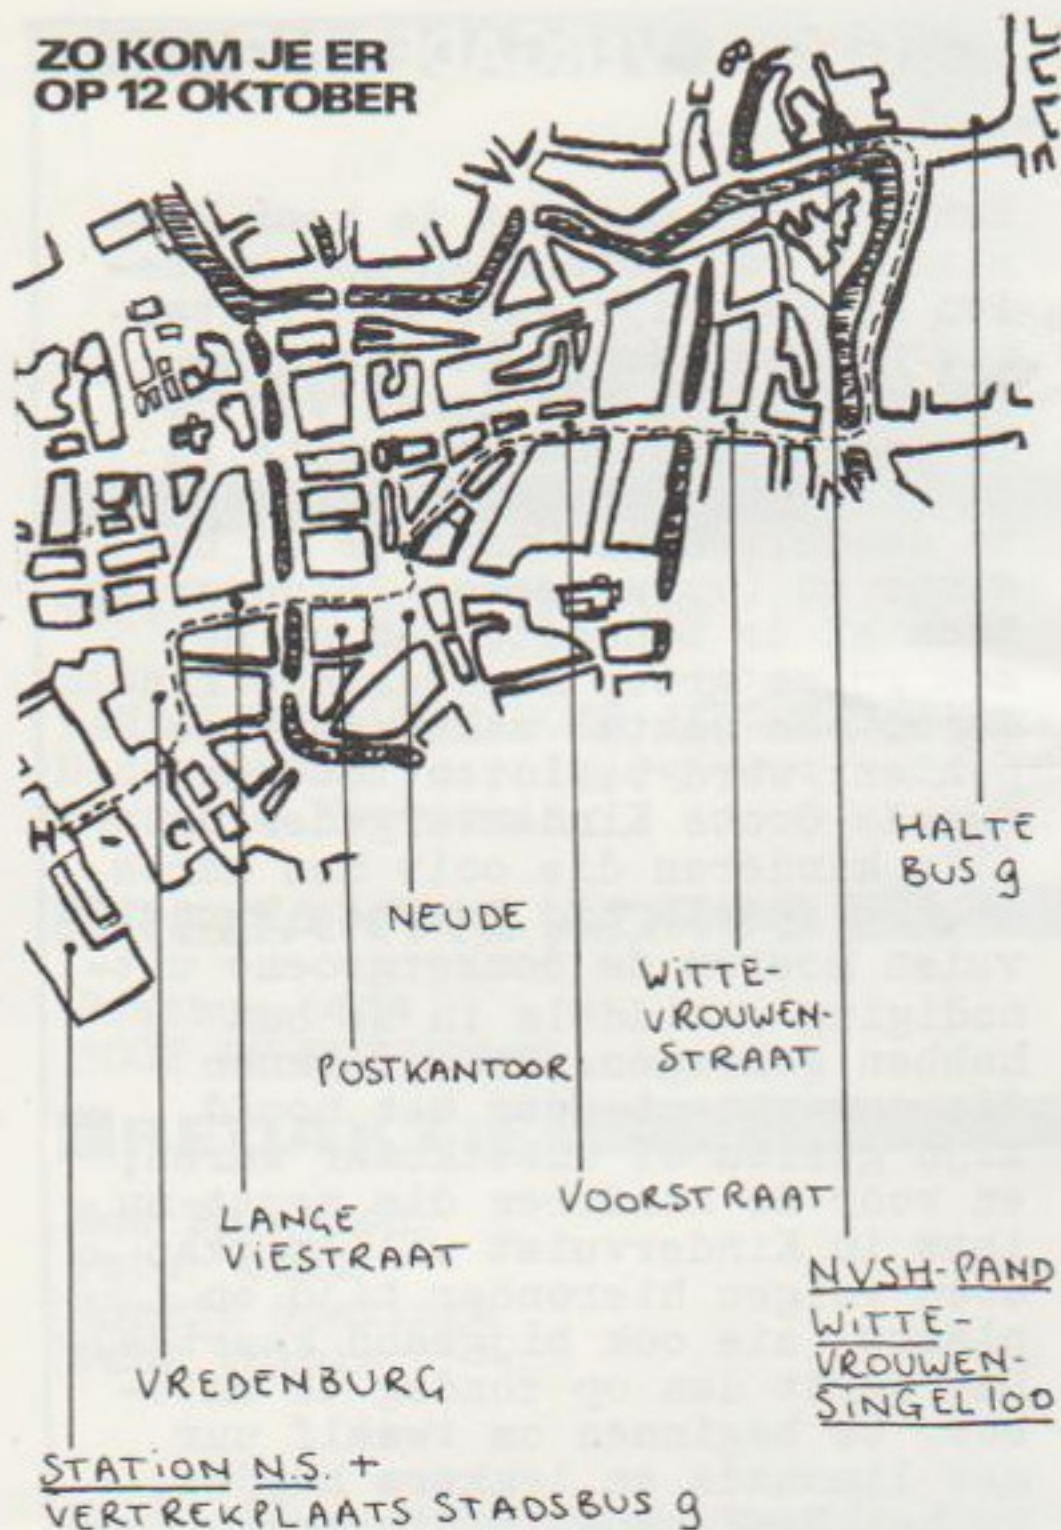 ZO KOM JE ER
OP 12 OKTOBER
H
C
HALTE
BUS 9
NEUDE
WITTE-
VROUWEN-
STRAAT
POSTKANTOOR
VOORSTRAAT
LANGE
VIESTRAAT
NVSH-PAND
WITTE-
VROUWEN-
SINGEL 100
VREDENBURG
STATION N.S. +
VERTREKPLAATS STADSBUS 9